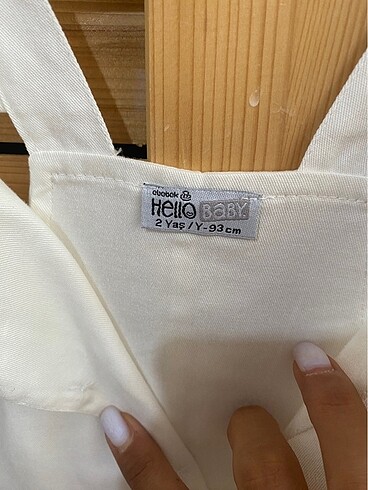 ebebek
Hello BaBY
2 Yaş / Y - 93 cm